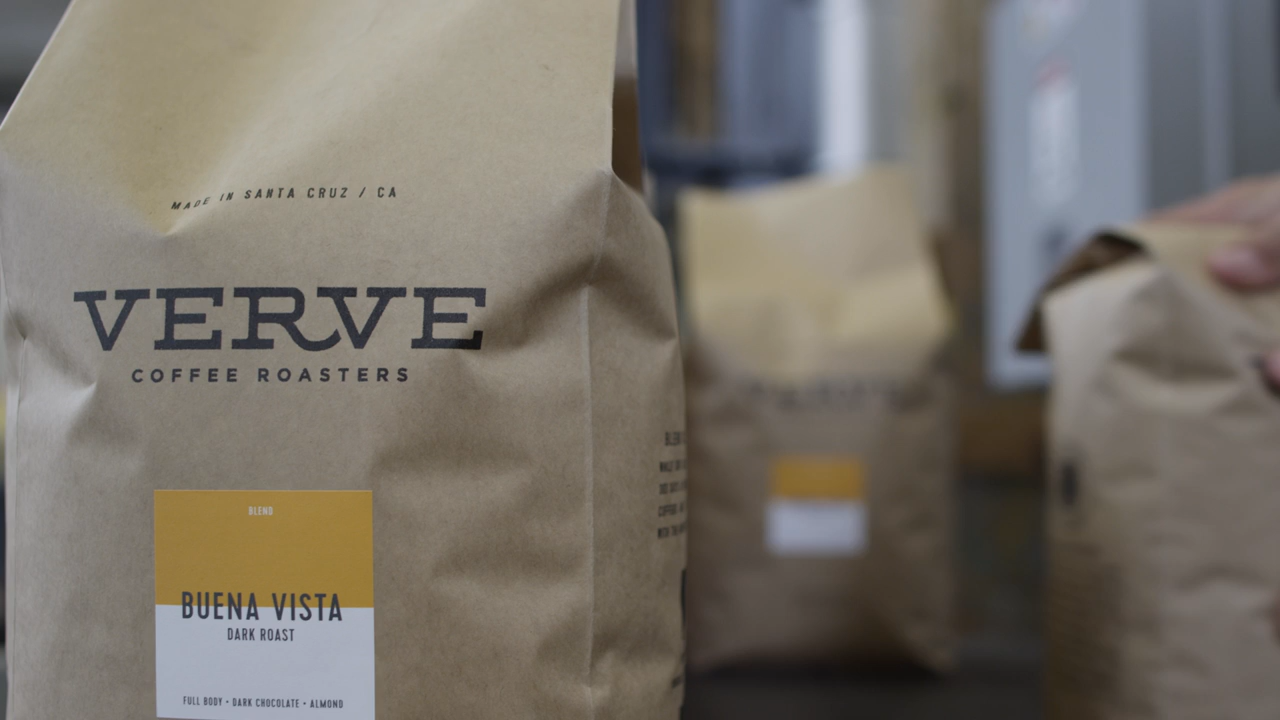 MADE IN SANTA CRUZ / CA
VERVE
COFFEE ROASTERS
BLEND
BUENA VISTA
DARK ROAST
FULL BODY • DARK CHOCOLATE • ALMOND